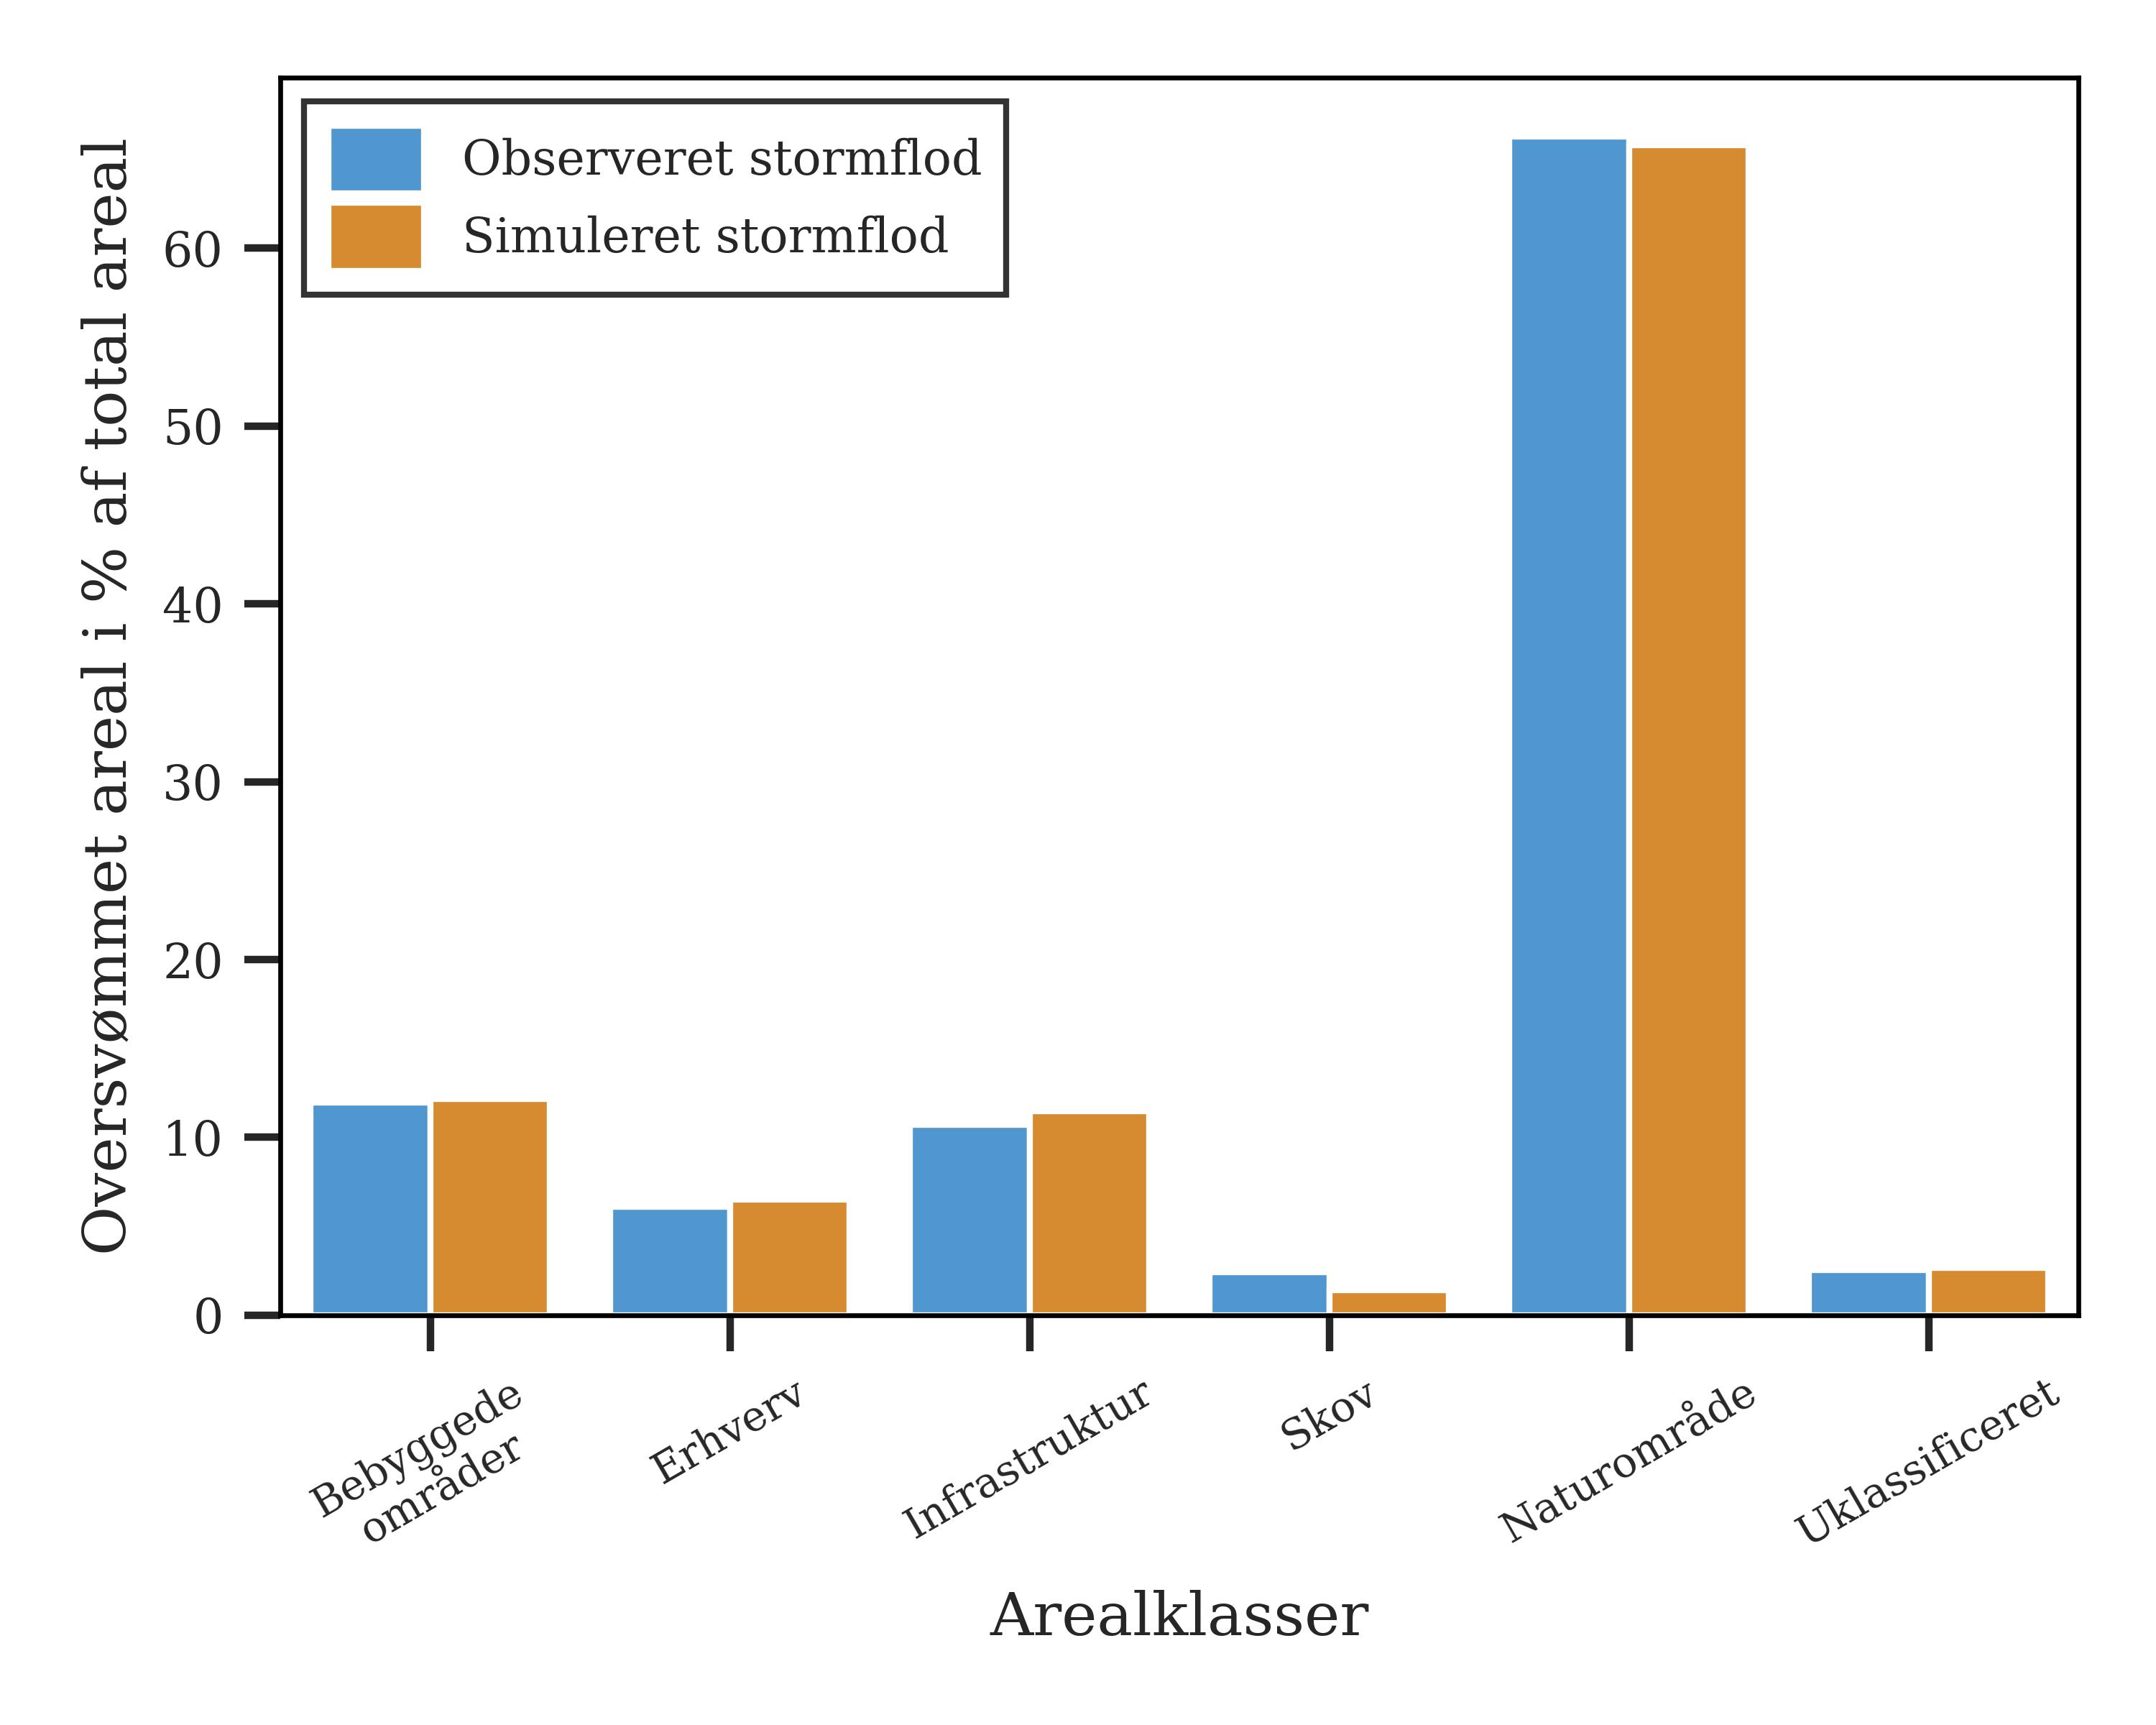 Observeret stormflod
Simuleret stormflod
Oversvømmet areal i % af total areal
60
50
40
30
20
10
0
Bebyggede
områder
Erhverv
Infrastruktur
Skov
Naturområde
Uklassificeret
Arealklasser